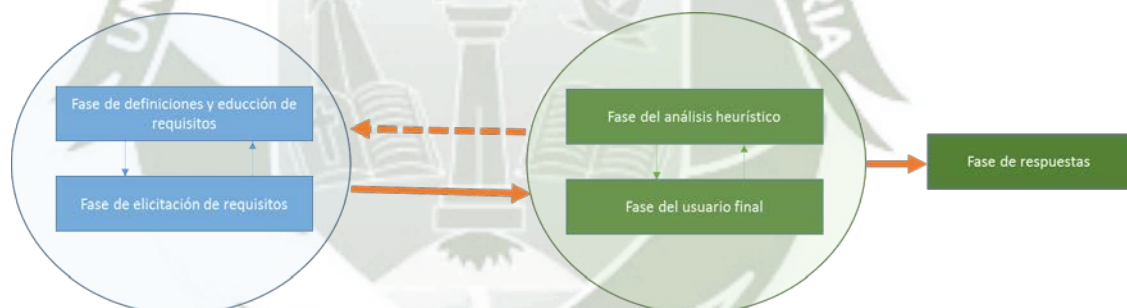 Fase de definiciones y educción de
requisitos
Fase de elicitación de requisitos
Fase del análisis heurístico
Fase del usuario final
Fase de respuestas